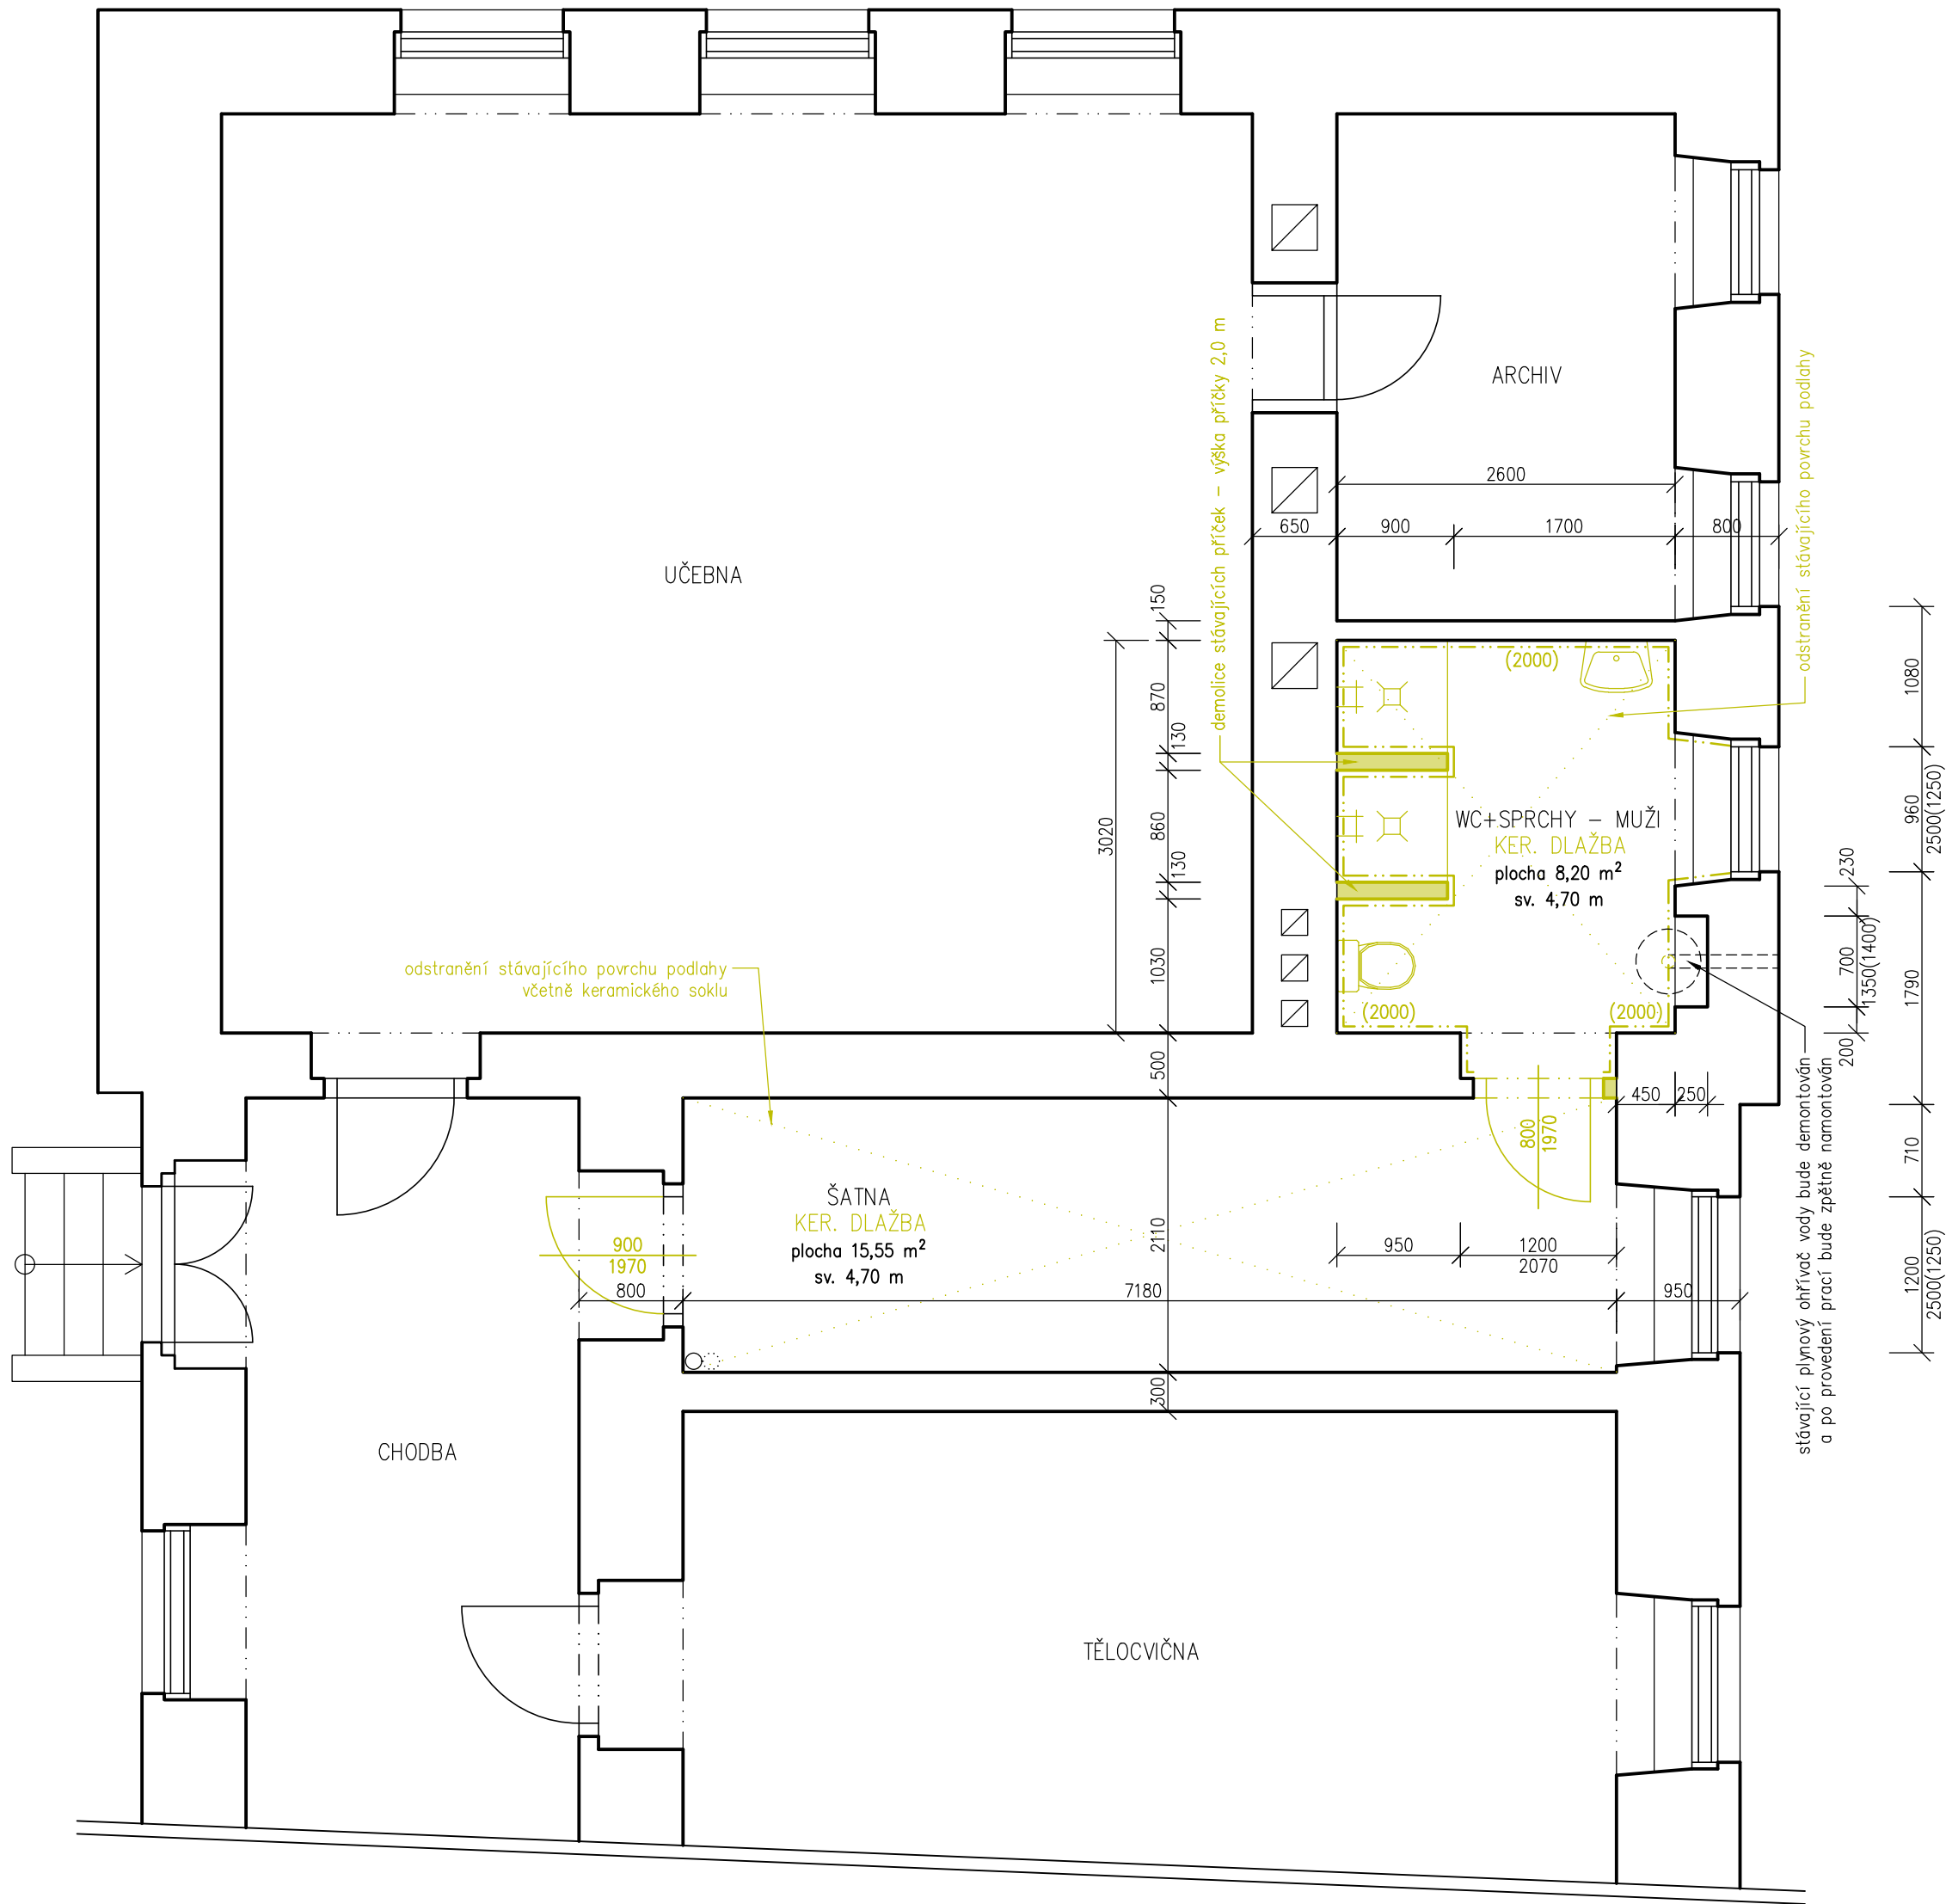 UČEBNA
ARCHIV
2600
650
900
1700
800
150
870
130
860
130
1030
3020
500
2110
300
demolice stávajících příček – výška příčky 2,0 m
odstranění stávajícího povrchu podlahy
(2000)
WC+SPRCHY – MUŽI
KER. DLAŽBA
plocha 8,20 m²
sv. 4,70 m
(2000)
(2000)
1080
960
2500(1250)
230
700
1350(1400)
200
1790
710
1200
2500(1250)
450
250
odstranění stávajícího povrchu podlahy
včetně keramického soklu
800
1970
ŠATNA
KER. DLAŽBA
plocha 15,55 m²
sv. 4,70 m
900
1970
800
7180
950
1200
2070
950
stávající plynový ohřívač vody bude demontován
a po provedení prací bude zpětně namontován
CHODBA
TĚLOCVIČNA